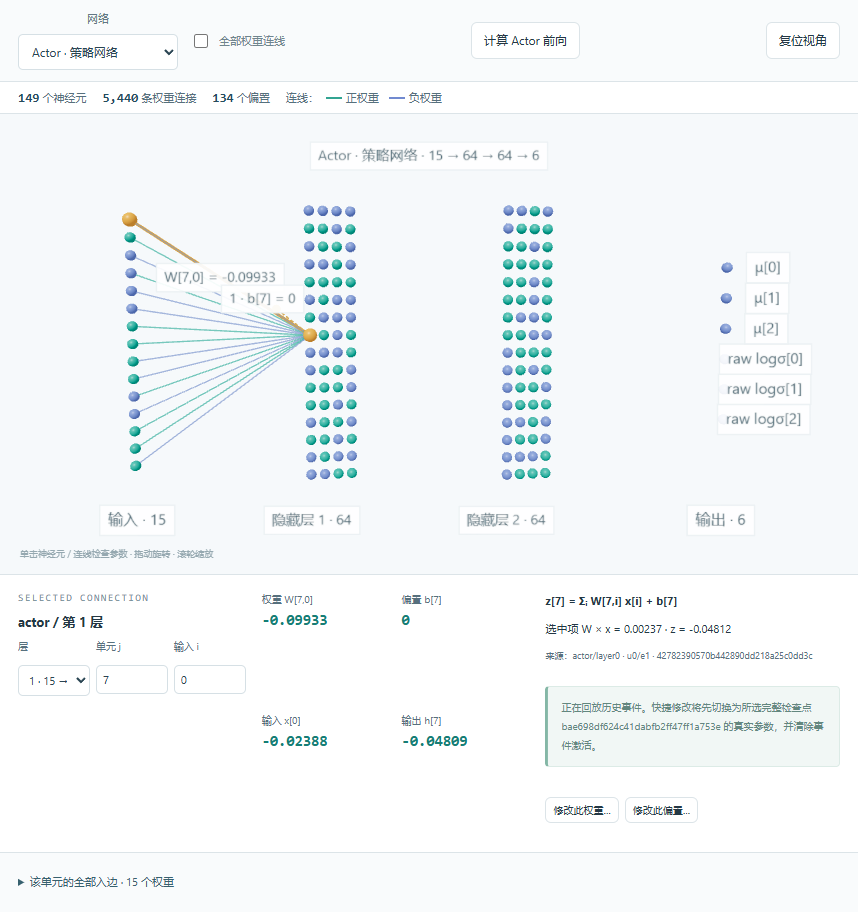 网络
Actor · 策略网络
全部权重连线
计算 Actor 前向
复位视角
149 个神经元 5,440 条权重连接 134 个偏置 连线: 正权重 负权重
Actor · 策略网络 · 15 → 64 → 64 → 6
W[7,0] = -0.09933
1 · b[7] = 0
μ[0]
μ[1]
μ[2]
raw logσ[0]
raw logσ[1]
raw logσ[2]
输入 · 15
隐藏层 1 · 64
隐藏层 2 · 64
输出 · 6
单击神经元 / 连线检查参数 · 拖动旋转 · 滚轮缩放
SELECTED CONNECTION
actor / 第 1 层
层 单元 j 输入 i
1 · 15 → 7 0
权重 W[7,0]
-0.09933
偏置 b[7]
0
输入 x[0]
-0.02388
输出 h[7]
-0.04809
z[7] = Σᵢ W[7,i] x[i] + b[7]
选中项 W × x = 0.00237 · z = -0.04812
来源: actor/layer0 · u0/e1 · 42782390570b442890dd218a25c0dd3c
正在回放历史事件。快捷修改将先切换为所选完整检查点
bae698df624c41dabfb2ff47ff1a753e 的真实参数，并清除事
件激活。
修改此权重...
修改此偏置...
▶ 该单元的全部入边 · 15 个权重